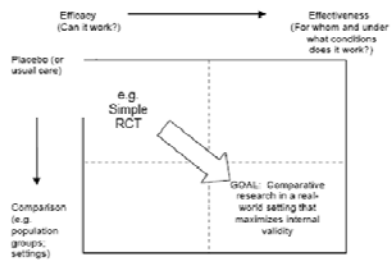 Efficacy
(Can it work?)
Effectiveness
(For whom and under
what conditions
does it work?)
Placebo (or
usual care)
e.g.
Simple
RCT
GOAL: Comparative
research in a real-
world setting that
maximizes internal
validity
Comparison
(e.g.
population
groups;
settings)